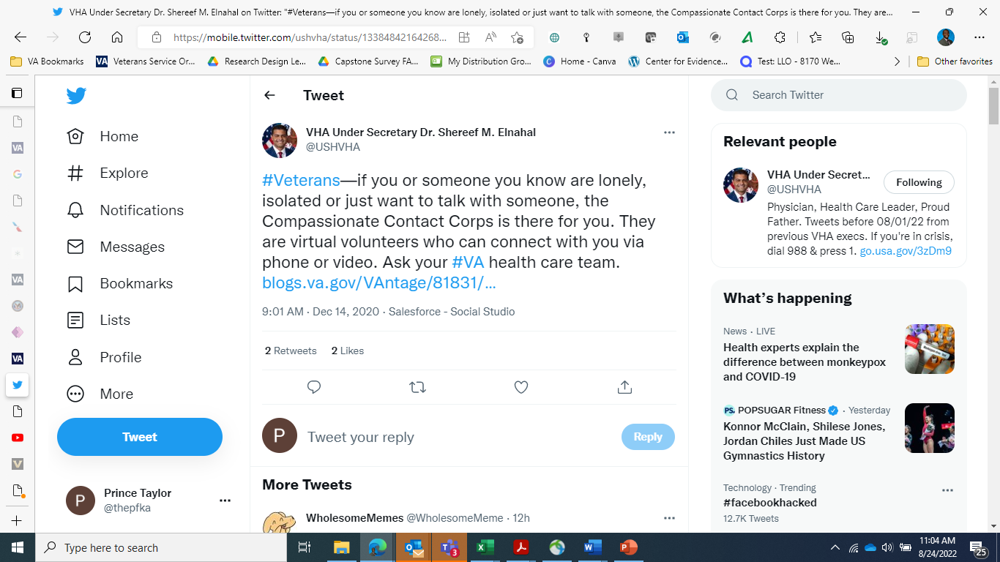 VHA Under Secretary Dr. Shereef M. Elnahal on Twitter: "#Veterans—if you or someone you know are lonely, isolated or just want to talk with someone, the Compassionate Contact Corps is there for you. They are...
https://mobile.twitter.com/ushvha/status/13384842164268...
VA Bookmarks
VA Veterans Service Or...
Research Design Le...
Capstone Survey FA...
My Distribution Gro...
Home - Canva
Center for Evidence...
Test: LLO - 8170 We...
Other favorites
Home
Explore
Notifications
Messages
Bookmarks
Lists
Profile
More
Tweet
P
Prince Taylor
@thepfka
Tweet
VHA Under Secretary Dr. Shereef M. Elnahal
@USHVHA
#Veterans—if you or someone you know are lonely,
isolated or just want to talk with someone, the
Compassionate Contact Corps is there for you. They
are virtual volunteers who can connect with you via
phone or video. Ask your #VA health care team.
blogs.va.gov/VAntage/81831/...
9:01 AM · Dec 14, 2020 · Salesforce - Social Studio
2 Retweets 2 Likes
P
Tweet your reply
Reply
More Tweets
WholesomeMemes @WholesomeMeme · 12h
Search Twitter
Relevant people
VHA Under Secret...
@USHVHA
Following
Physician, Health Care Leader, Proud
Father. Tweets before 08/01/22 from
previous VHA execs. If you're in crisis,
dial 988 & press 1. go.usa.gov/3zDm9
What's happening
News · LIVE
Health experts explain the
difference between monkeypox
and COVID-19
PS. POPSUGAR Fitness · Yesterday
Konnor McClain, Shilese Jones,
Jordan Chiles Just Made US
Gymnastics History
Technology · Trending
#facebookhacked
12.7K Tweets
Type here to search
3
11:04 AM
8/24/2022
25